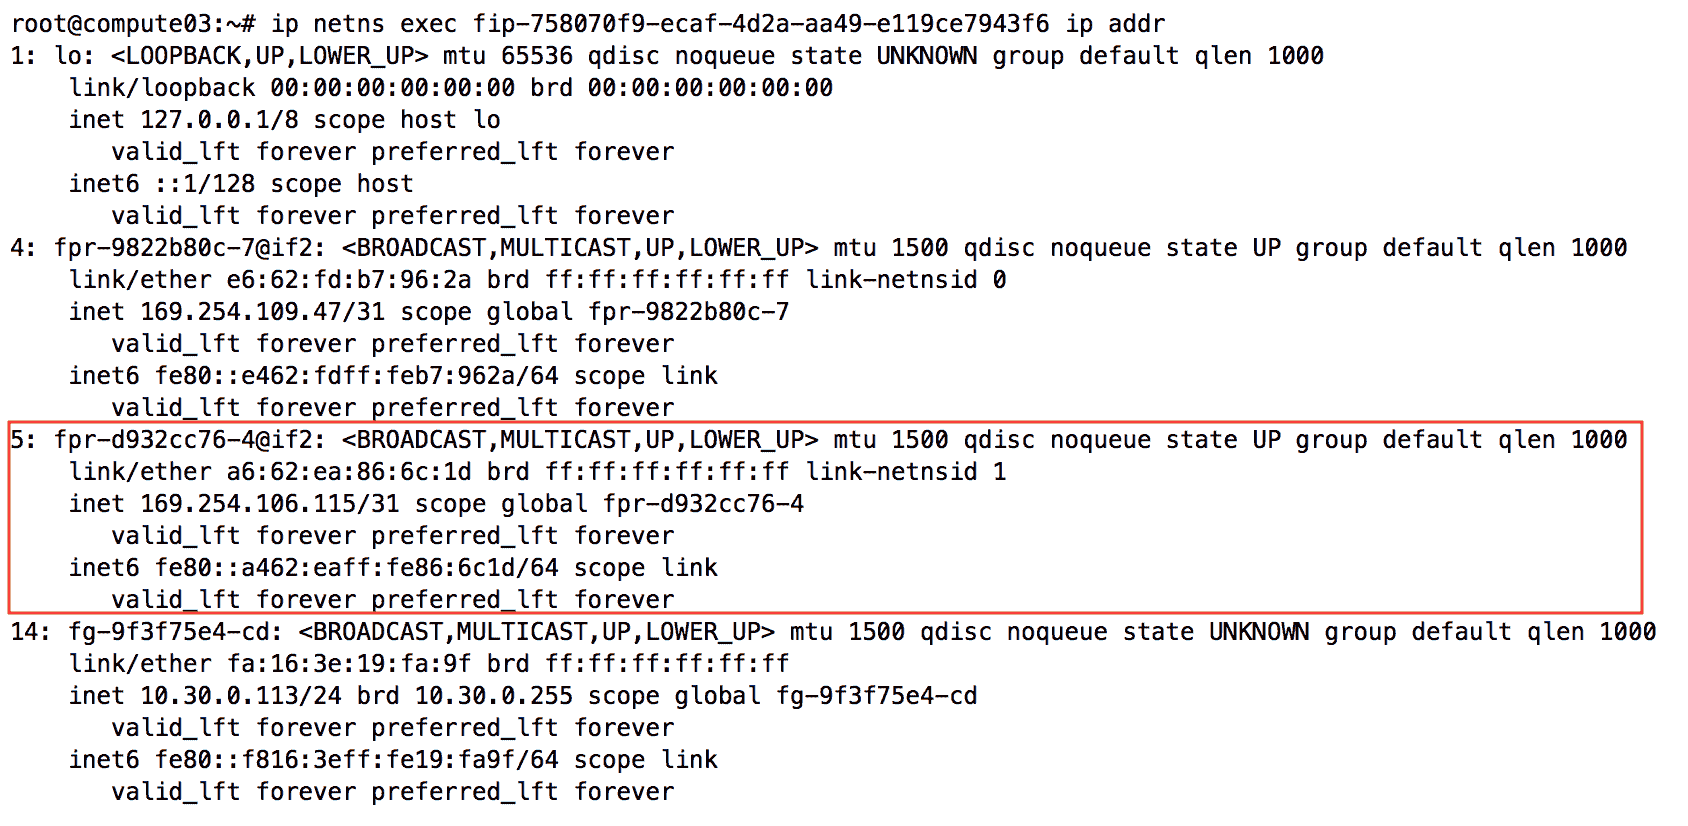 root@compute03:~# ip netns exec fip-758070f9-ecaf-4d2a-aa49-e119ce7943f6 ip addr
1: lo: <LOOPBACK,UP,LOWER_UP> mtu 65536 qdisc noqueue state UNKNOWN group default qlen 1000
    link/loopback 00:00:00:00:00:00 brd 00:00:00:00:00:00
    inet 127.0.0.1/8 scope host lo
       valid_lft forever preferred_lft forever
    inet6 ::1/128 scope host
       valid_lft forever preferred_lft forever
4: fpr-9822b80c-7@if2: <BROADCAST,MULTICAST,UP,LOWER_UP> mtu 1500 qdisc noqueue state UP group default qlen 1000
    link/ether e6:62:fd:b7:96:2a brd ff:ff:ff:ff:ff:ff link-netnsid 0
    inet 169.254.109.47/31 scope global fpr-9822b80c-7
       valid_lft forever preferred_lft forever
    inet6 fe80::e462:fdff:feb7:962a/64 scope link
       valid_lft forever preferred_lft forever
5: fpr-d932cc76-4@if2: <BROADCAST,MULTICAST,UP,LOWER_UP> mtu 1500 qdisc noqueue state UP group default qlen 1000
    link/ether a6:62:ea:86:6c:1d brd ff:ff:ff:ff:ff:ff link-netnsid 1
    inet 169.254.106.115/31 scope global fpr-d932cc76-4
       valid_lft forever preferred_lft forever
    inet6 fe80::a462:eaff:fe86:6c1d/64 scope link
       valid_lft forever preferred_lft forever
14: fg-9f3f75e4-cd: <BROADCAST,MULTICAST,UP,LOWER_UP> mtu 1500 qdisc noqueue state UNKNOWN group default qlen 1000
    link/ether fa:16:3e:19:fa:9f brd ff:ff:ff:ff:ff:ff
    inet 10.30.0.113/24 brd 10.30.0.255 scope global fg-9f3f75e4-cd
       valid_lft forever preferred_lft forever
    inet6 fe80::f816:3eff:fe19:fa9f/64 scope link
       valid_lft forever preferred_lft forever